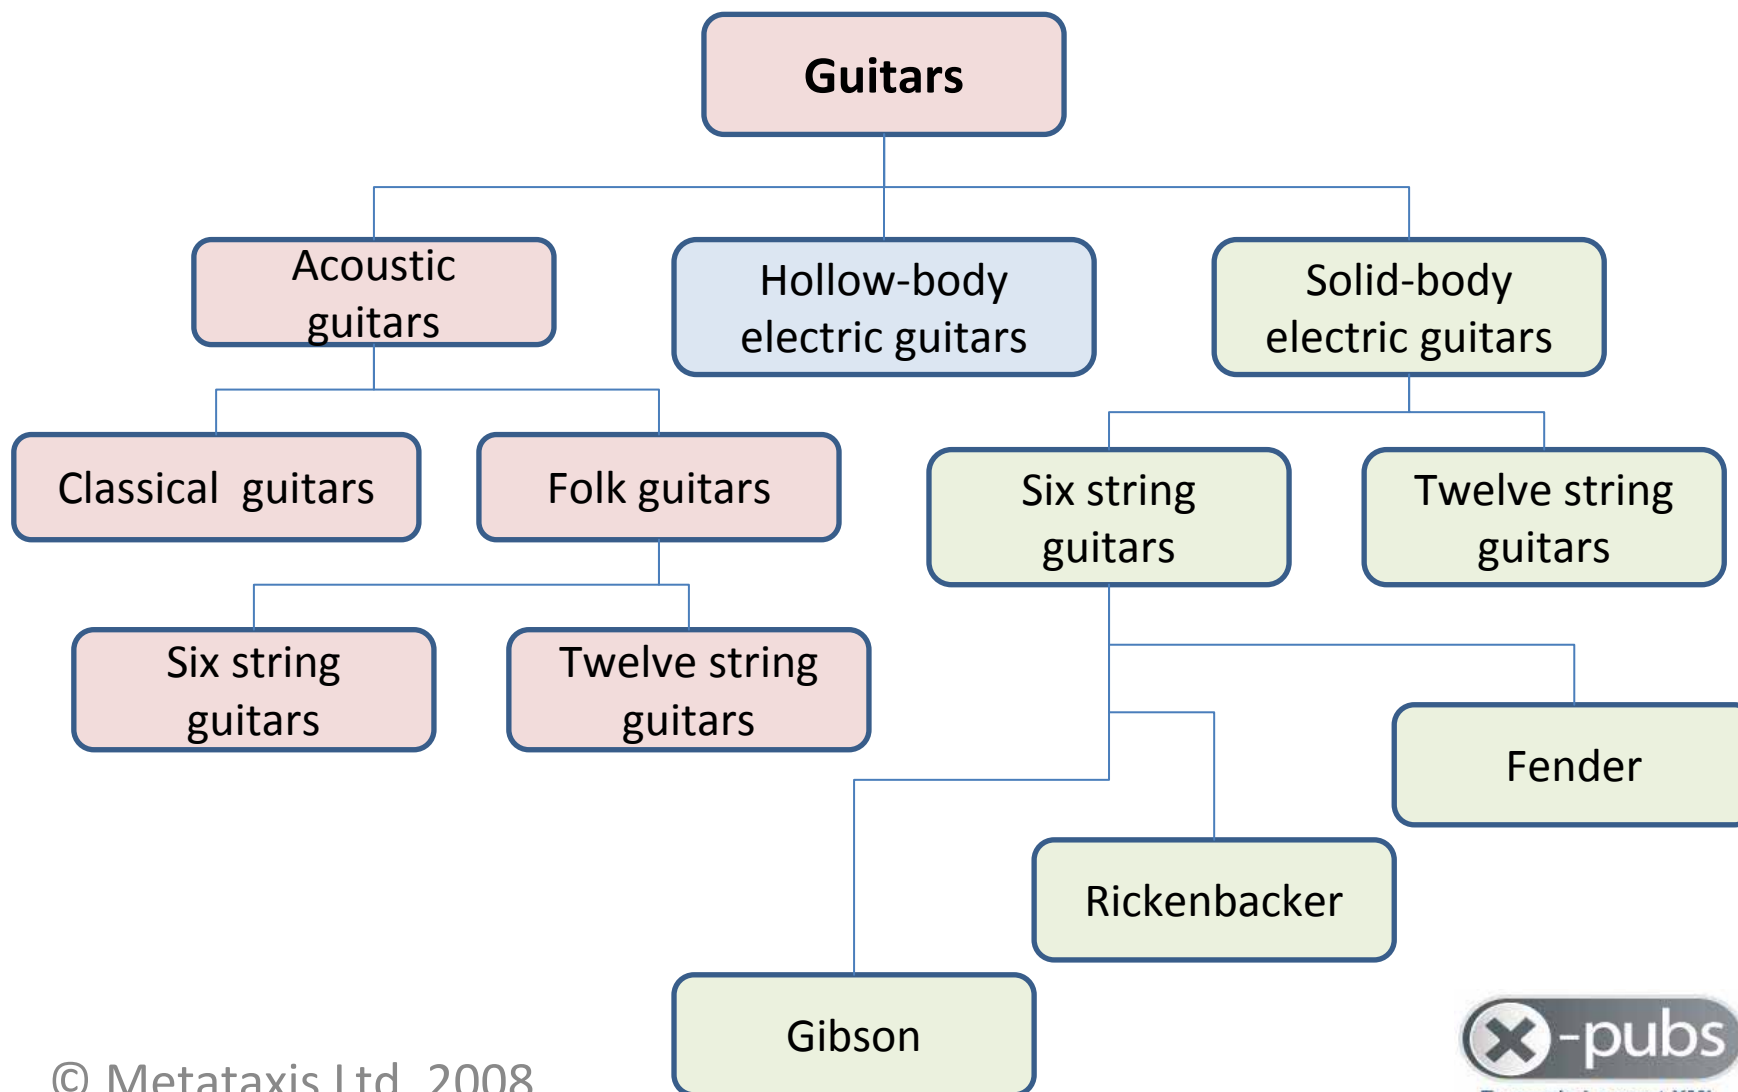 Guitars
Acoustic
guitars
Hollow-body
electric guitars
Solid-body
electric guitars
Classical  guitars
Folk guitars
Six string
guitars
Twelve string
guitars
Six string
guitars
Twelve string
guitars
Fender
Rickenbacker
Gibson
© Metataxis Ltd. 2008
X-pubs